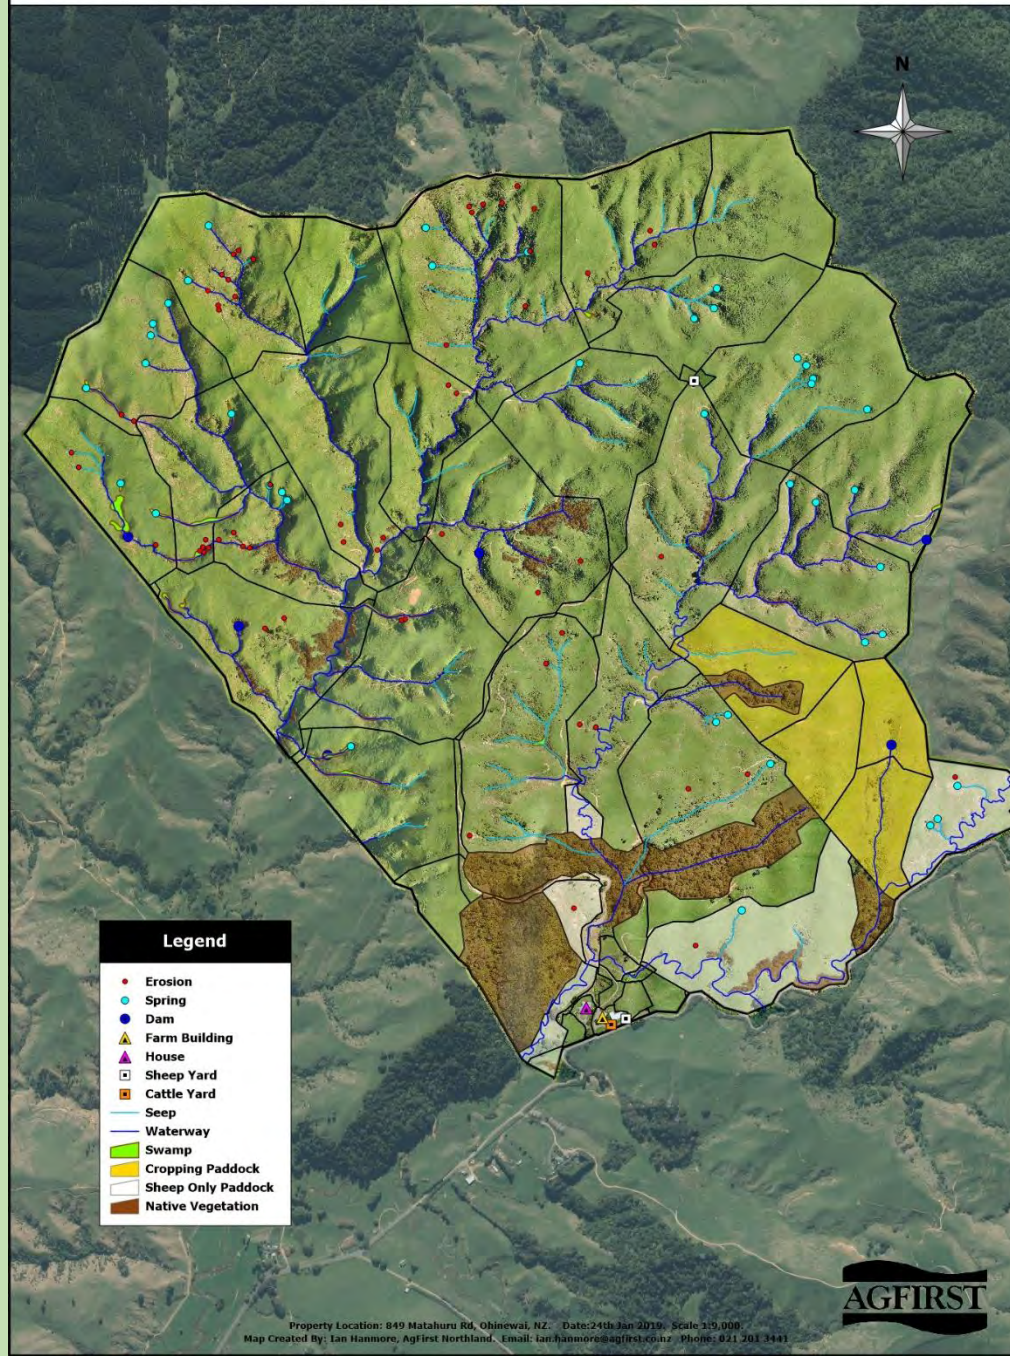 N
Legend
Erosion
Spring
Dam
Farm Building
House
Sheep Yard
Cattle Yard
Seep
Waterway
Swamp
Cropping Paddock
Sheep Only Paddock
Native Vegetation
AGFIRST
Property Location: 849 Matahuru Rd, Ohinewai, NZ. Date:24th Jan 2019. Scale 1:9,000.
Map Created By: Ian Hanmore, AgFirst Northland. Email: ian.hanmore@agfirst.co.nz Phone: 021 201 3441